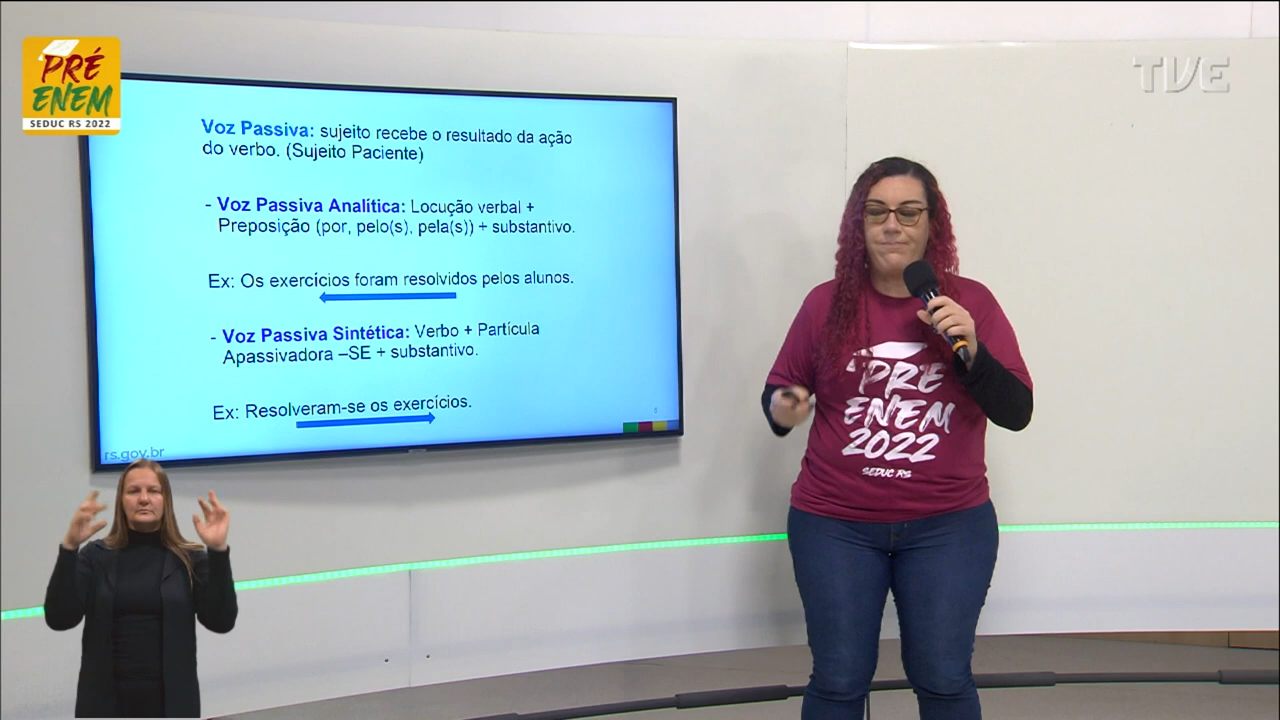 PRÉ
ENEM
SEDUC RS 2022
TVE
Voz Passiva: sujeito recebe o resultado da ação
do verbo. (Sujeito Paciente)
- Voz Passiva Analítica: Locução verbal +
Preposição (por, pelo(s), pela(s)) + substantivo.
Ex: Os exercícios foram resolvidos pelos alunos.
- Voz Passiva Sintética: Verbo + Partícula
Apassivadora –SE + substantivo.
Ex: Resolveram-se os exercícios.
rs.gov.br
PRÉ
ENEM
2022
SEDUC RS